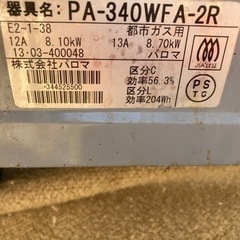 器具名: PA-340WFA-2R
E2-1-38 都市ガス用
12A 8.10kW 13A 8.70kW
13·03-400048 パロマ
株式会社パロマ 区分C
-344525500 効率56.3%
区分L
効率204Wh
JIA認証
PS
TG